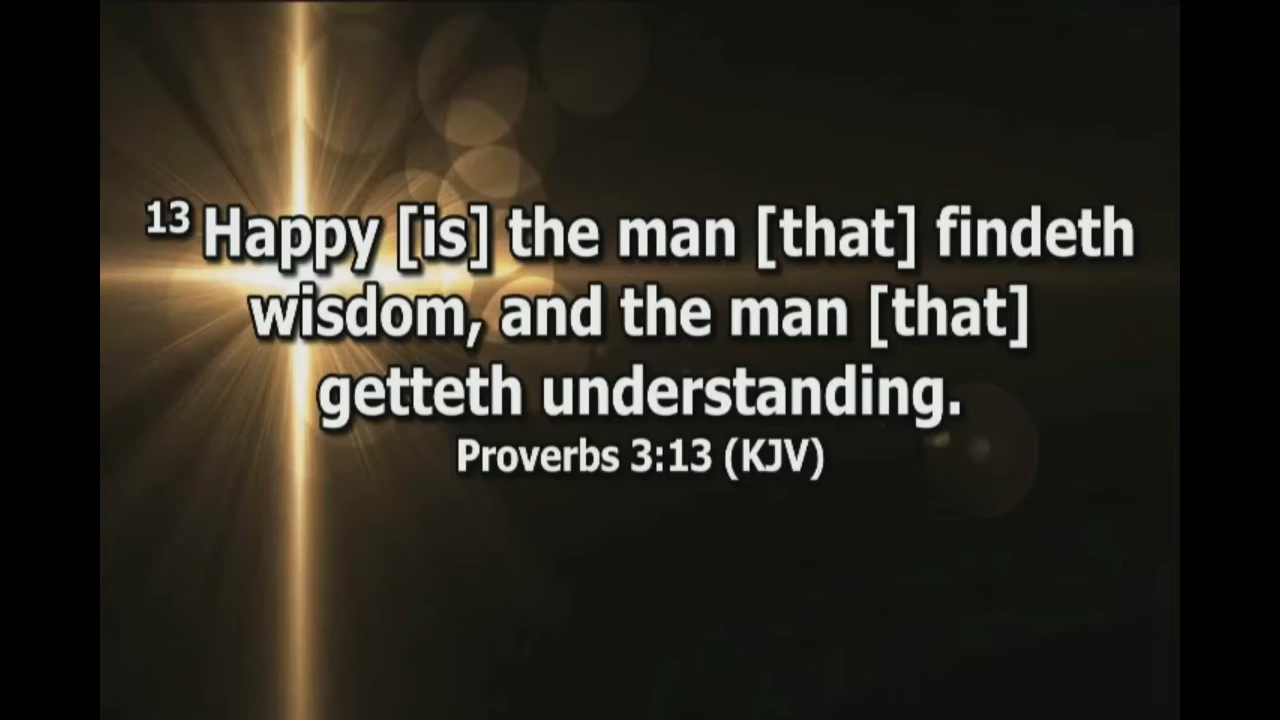 13 Happy [is] the man [that] findeth
wisdom, and the man [that]
getteth understanding.
Proverbs 3:13 (KJV)